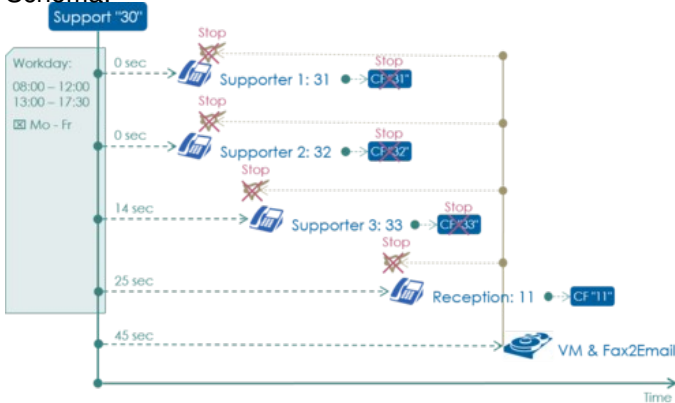 Schema:
Support "30"
Stop
Workday:
08:00 – 12:00
13:00 – 17:30
☒ Mo - Fr
0 sec
Supporter 1: 31
Stop
CF "31"
Stop
0 sec
Supporter 2: 32
Stop
CF "32"
Stop
14 sec
Supporter 3: 33
Stop
CF "33"
Stop
25 sec
Reception: 11
CF "11"
45 sec
VM & Fax2Email
Time